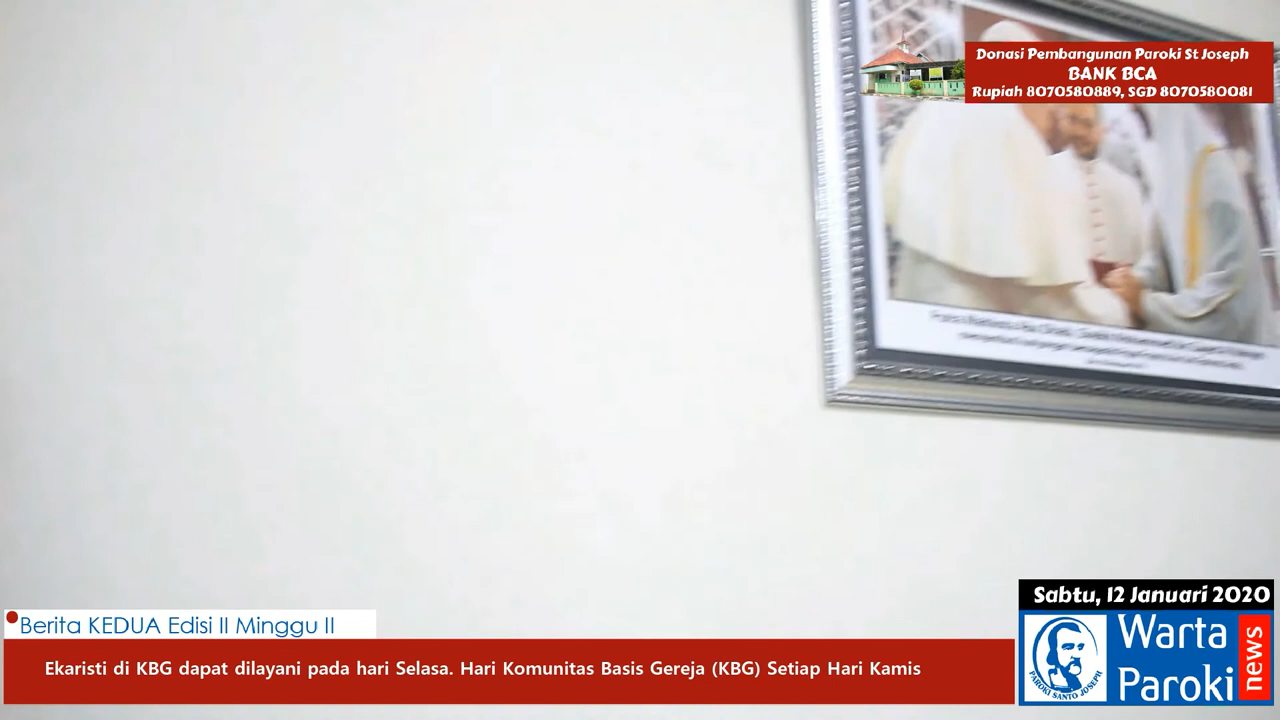 Donasi Pembangunan Paroki St Joseph
BANK BCA
Rupiah 8070580889, SGD 8070580081
Sabtu, 12 Januari 2020
Berita KEDUA Edisi II Minggu II
Ekaristi di KBG dapat dilayani pada hari Selasa. Hari Komunitas Basis Gereja (KBG) Setiap Hari Kamis
Warta
Paroki
news
PAROKI SANTO JOSEPH